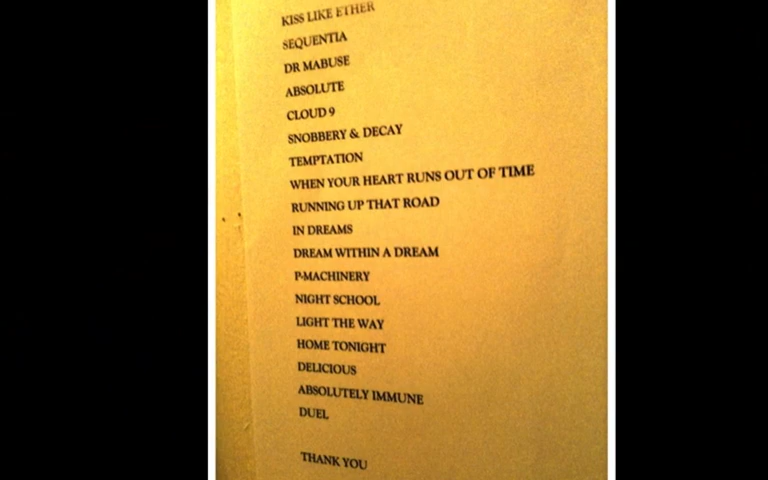 KISS LIKE ETHER
SEQUENTIA
DR MABUSE
ABSOLUTE
CLOUD 9
SNOBBERY & DECAY
TEMPTATION
WHEN YOUR HEART RUNS OUT OF TIME
RUNNING UP THAT ROAD
IN DREAMS
DREAM WITHIN A DREAM
P-MACHINERY
NIGHT SCHOOL
LIGHT THE WAY
HOME TONIGHT
DELICIOUS
ABSOLUTELY IMMUNE
DUEL
THANK YOU